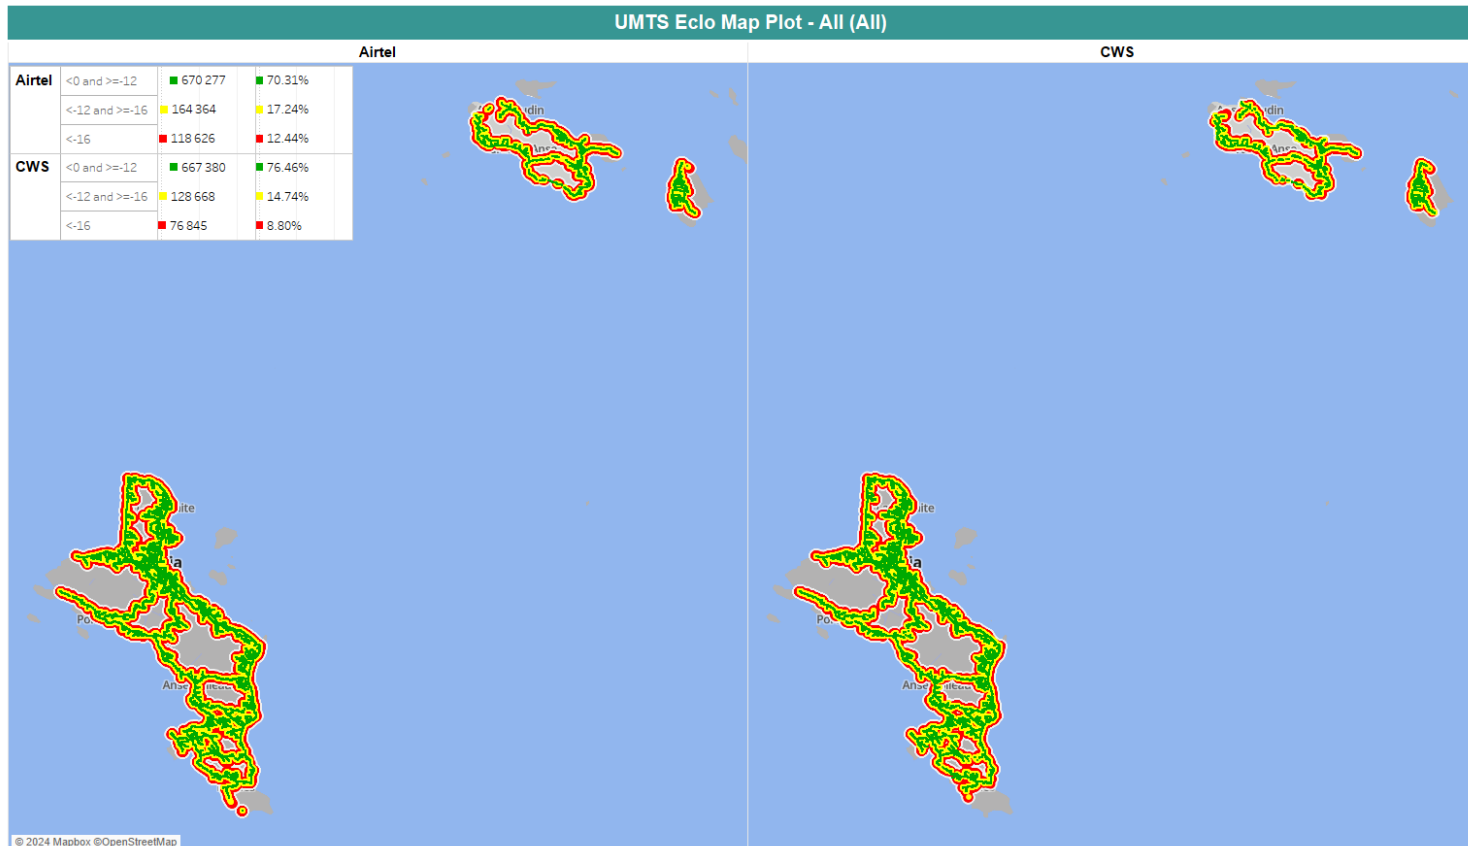 UMTS EcIo Map Plot - All (All)
Airtel CWS
Airtel <0 and >=-12 670 277 70.31%
<-12 and >=-16 164 364 17.24%
<-16 118 626 12.44%
CWS <0 and >=-12 667 380 76.46%
<-12 and >=-16 128 668 14.74%
<-16 76 845 8.80%
© 2024 Mapbox ©OpenStreetMap